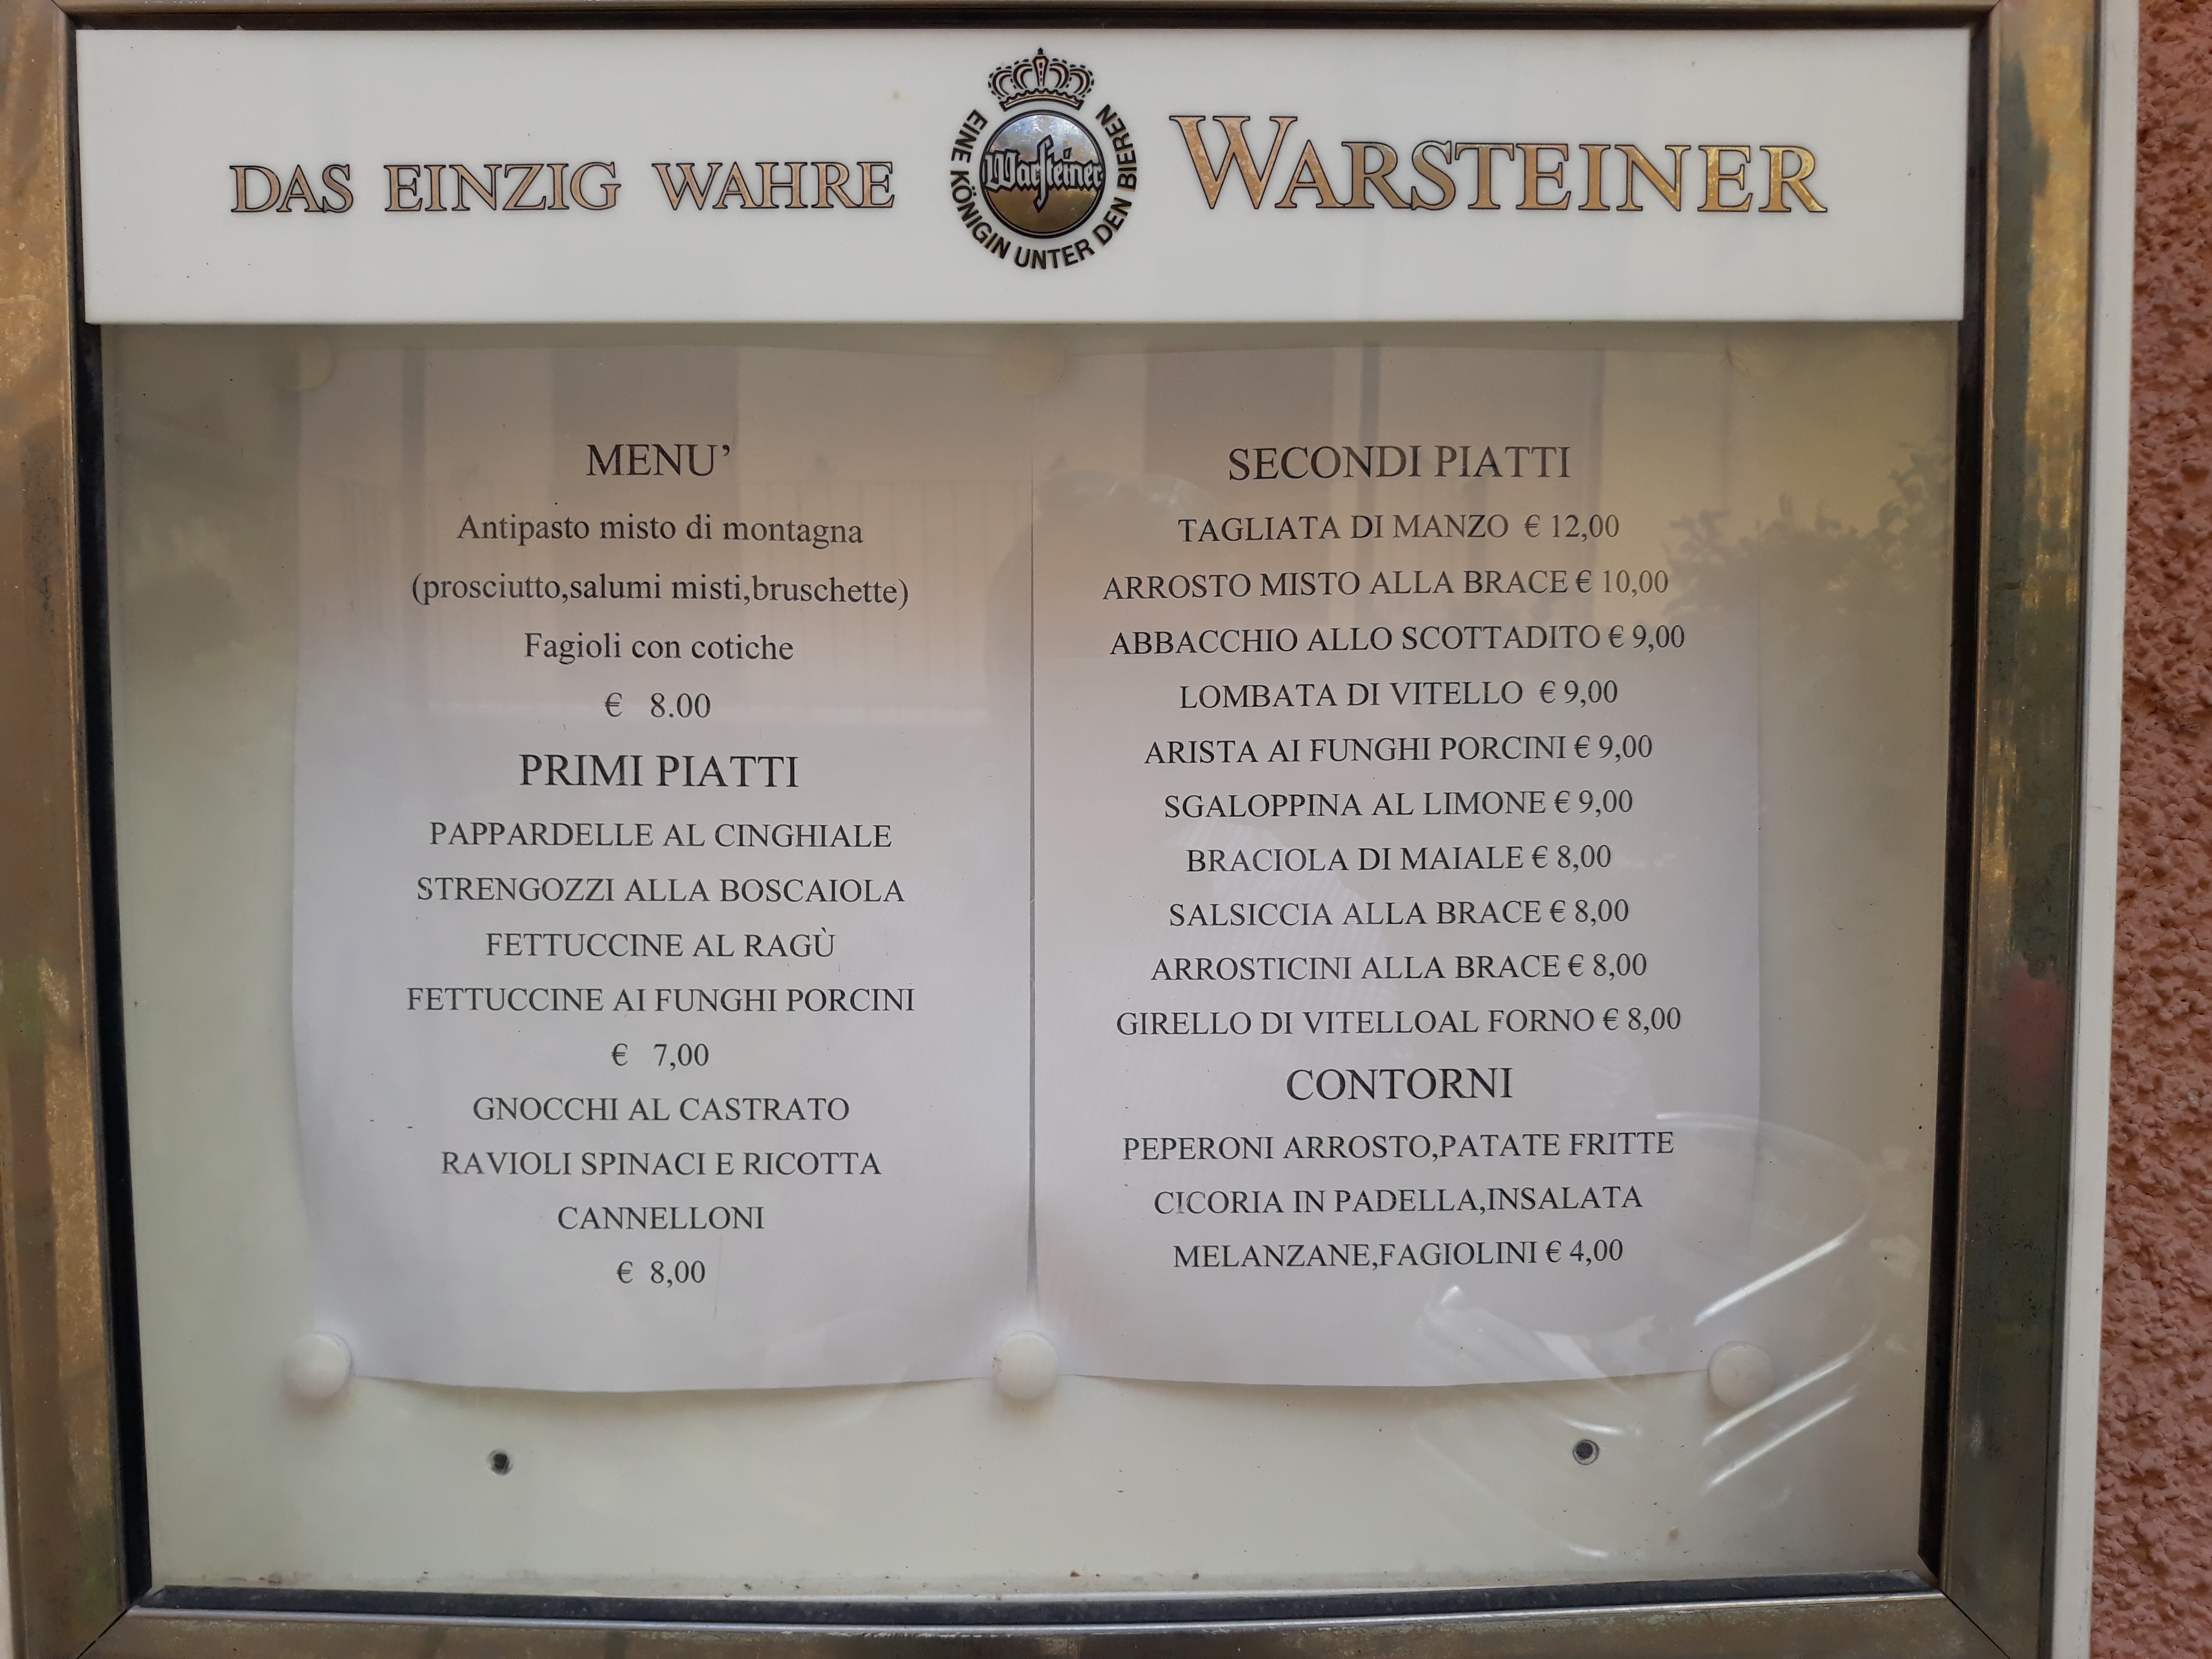 DAS EINZIG WAHRE
EINE KÖNIGIN UNTER DEN BIEREN
Warsteiner
WARSTEINER
MENU’
Antipasto misto di montagna
(prosciutto,salumi misti,bruschette)
Fagioli con cotiche
€ 8.00
PRIMI PIATTI
PAPPARDELLE AL CINGHIALE
STRENGOZZI ALLA BOSCAIOLA
FETTUCCINE AL RAGÙ
FETTUCCINE AI FUNGHI PORCINI
€ 7,00
GNOCCHI AL CASTRATO
RAVIOLI SPINACI E RICOTTA
CANNELLONI
€ 8,00
SECONDI PIATTI
TAGLIATA DI MANZO € 12,00
ARROSTO MISTO ALLA BRACE € 10,00
ABBACCHIO ALLO SCOTTADITO € 9,00
LOMBATA DI VITELLO € 9,00
ARISTA AI FUNGHI PORCINI € 9,00
SGALOPPINA AL LIMONE € 9,00
BRACIOLA DI MAIALE € 8,00
SALSICCIA ALLA BRACE € 8,00
ARROSTICINI ALLA BRACE € 8,00
GIRELLO DI VITELLOAL FORNO € 8,00
CONTORNI
PEPERONI ARROSTO,PATATE FRITTE
CICORIA IN PADELLA,INSALATA
MELANZANE,FAGIOLINI € 4,00